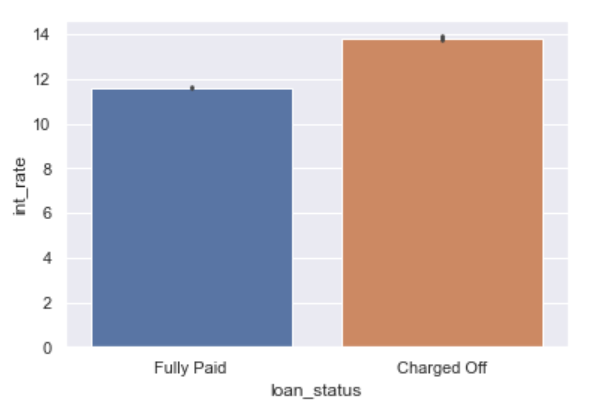 14
12
10
8
6
4
2
0
int_rate
Fully Paid
Charged Off
loan_status